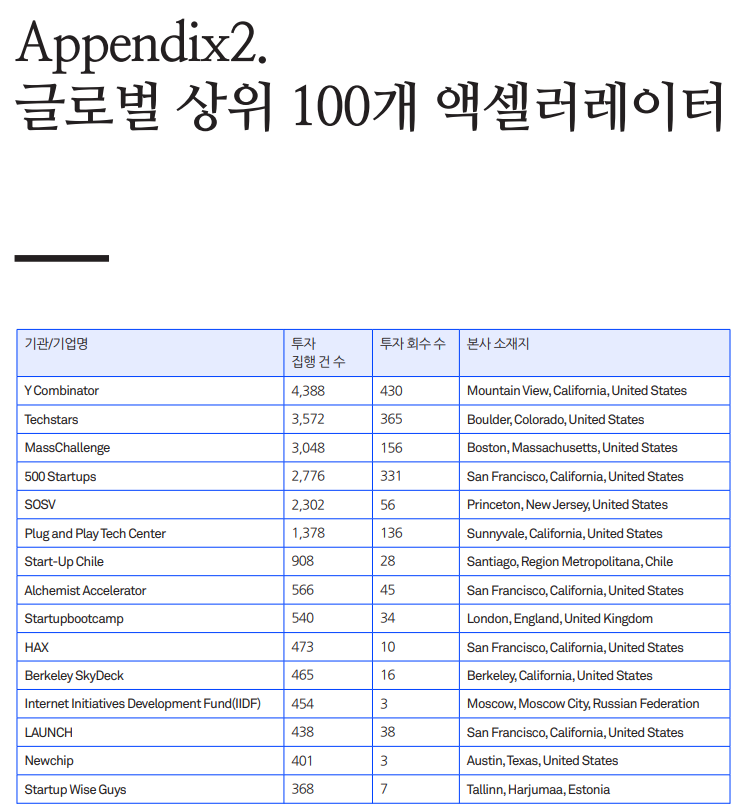 Appendix2.
글로벌 상위 100개 액셀러레이터
기관/기업명 투자 집행 건 수 투자 회수 수 본사 소재지
Y Combinator 4,388 430 Mountain View, California, United States
Techstars 3,572 365 Boulder, Colorado, United States
MassChallenge 3,048 156 Boston, Massachusetts, United States
500 Startups 2,776 331 San Francisco, California, United States
SOSV 2,302 56 Princeton, New Jersey, United States
Plug and Play Tech Center 1,378 136 Sunnyvale, California, United States
Start-Up Chile 908 28 Santiago, Region Metropolitana, Chile
Alchemist Accelerator 566 45 San Francisco, California, United States
Startupbootcamp 540 34 London, England, United Kingdom
HAX 473 10 San Francisco, California, United States
Berkeley SkyDeck 465 16 Berkeley, California, United States
Internet Initiatives Development Fund(IIDF) 454 3 Moscow, Moscow City, Russian Federation
LAUNCH 438 38 San Francisco, California, United States
Newchip 401 3 Austin, Texas, United States
Startup Wise Guys 368 7 Tallinn, Harjumaa, Estonia